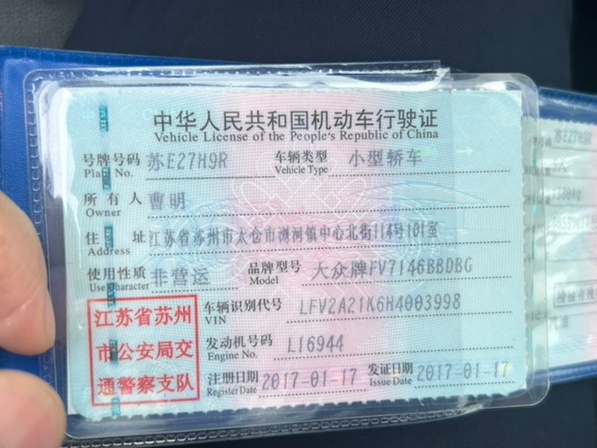 中华人民共和国机动车行驶证
Vehicle License of the People's Republic of China
号牌号码 苏E27H9R 车辆类型 小型轿车
Plate No. Vehicle Type
所有人 曹明
Owner
住址 江苏省苏州市太仓市浏河镇中心北街114号101室
Address
使用性质 非营运 品牌型号 大众牌FV7146BBDBG
Use Character Model
车辆识别代号 LFV2A21K6H4003998
VIN
发动机号码 L16944
Engine No.
注册日期 2017-01-17 发证日期 2017-01-17
Register Date Issue Date
江苏省苏州
市公安局交
通警察支队